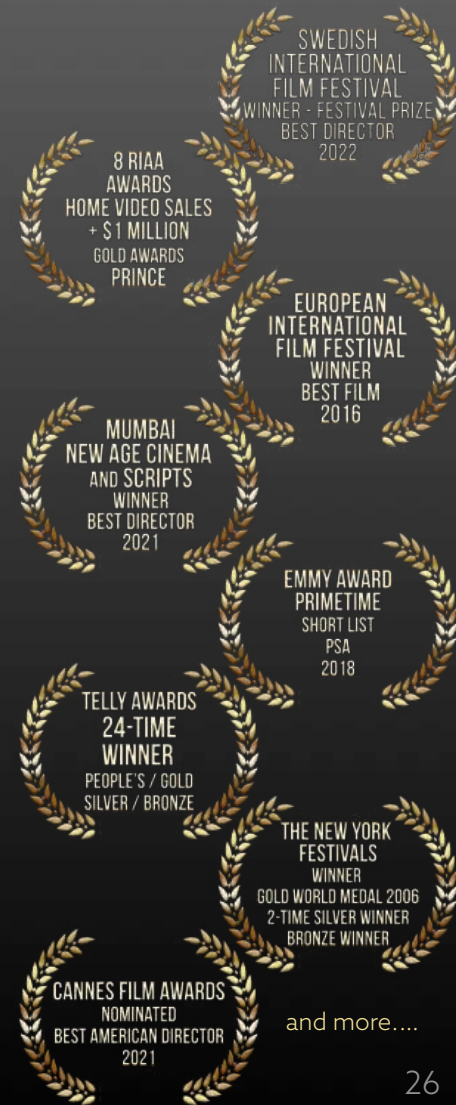 SWEDISH
INTERNATIONAL
FILM FESTIVAL
WINNER - FESTIVAL PRIZE
BEST DIRECTOR
2022
8 RIAA
AWARDS
HOME VIDEO SALES
+ $1 MILLION
GOLD AWARDS
PRINCE
EUROPEAN
INTERNATIONAL
FILM FESTIVAL
WINNER
BEST FILM
2016
MUMBAI
NEW AGE CINEMA
AND SCRIPTS
WINNER
BEST DIRECTOR
2021
EMMY AWARD
PRIMETIME
SHORT LIST
PSA
2018
TELLY AWARDS
24-TIME
WINNER
PEOPLE'S / GOLD
SILVER / BRONZE
THE NEW YORK
FESTIVALS
WINNER
GOLD WORLD MEDAL 2006
2-TIME SILVER WINNER
BRONZE WINNER
CANNES FILM AWARDS
NOMINATED
BEST AMERICAN DIRECTOR
2021
and more....
26